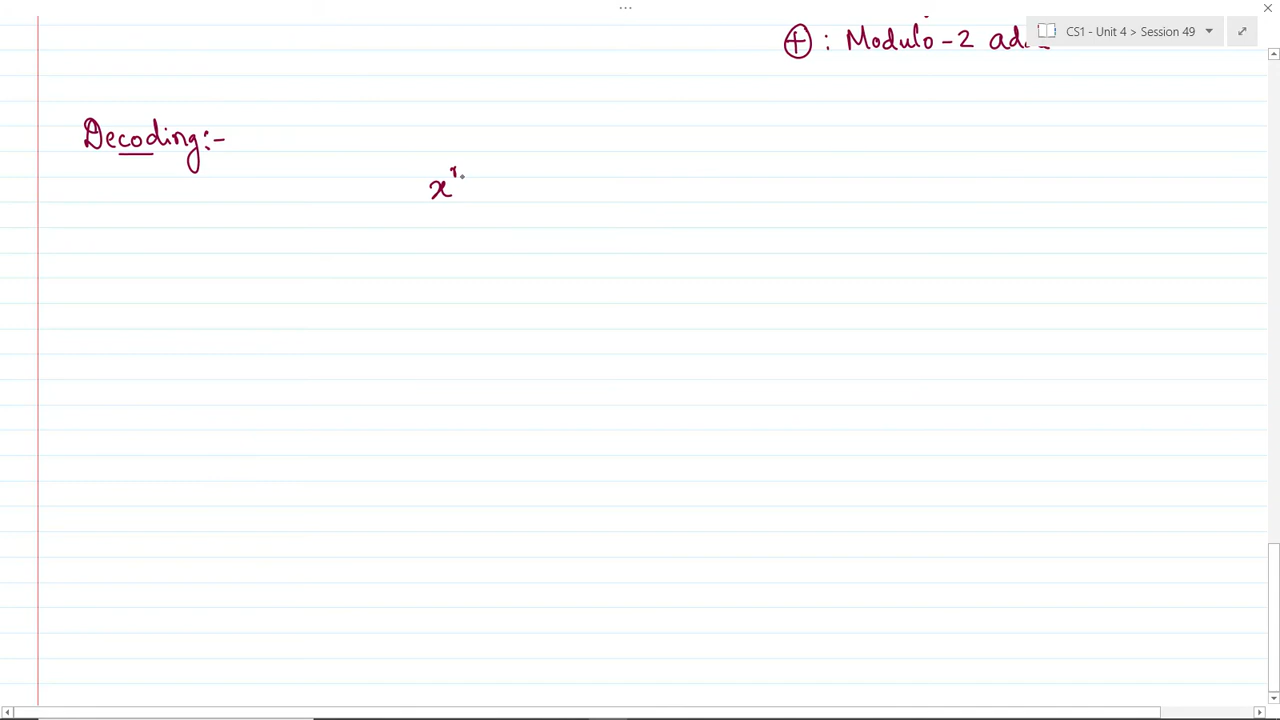 CS1 - Unit 4 > Session 49
⊕ : Modulo-2
Decoding:-
x^r